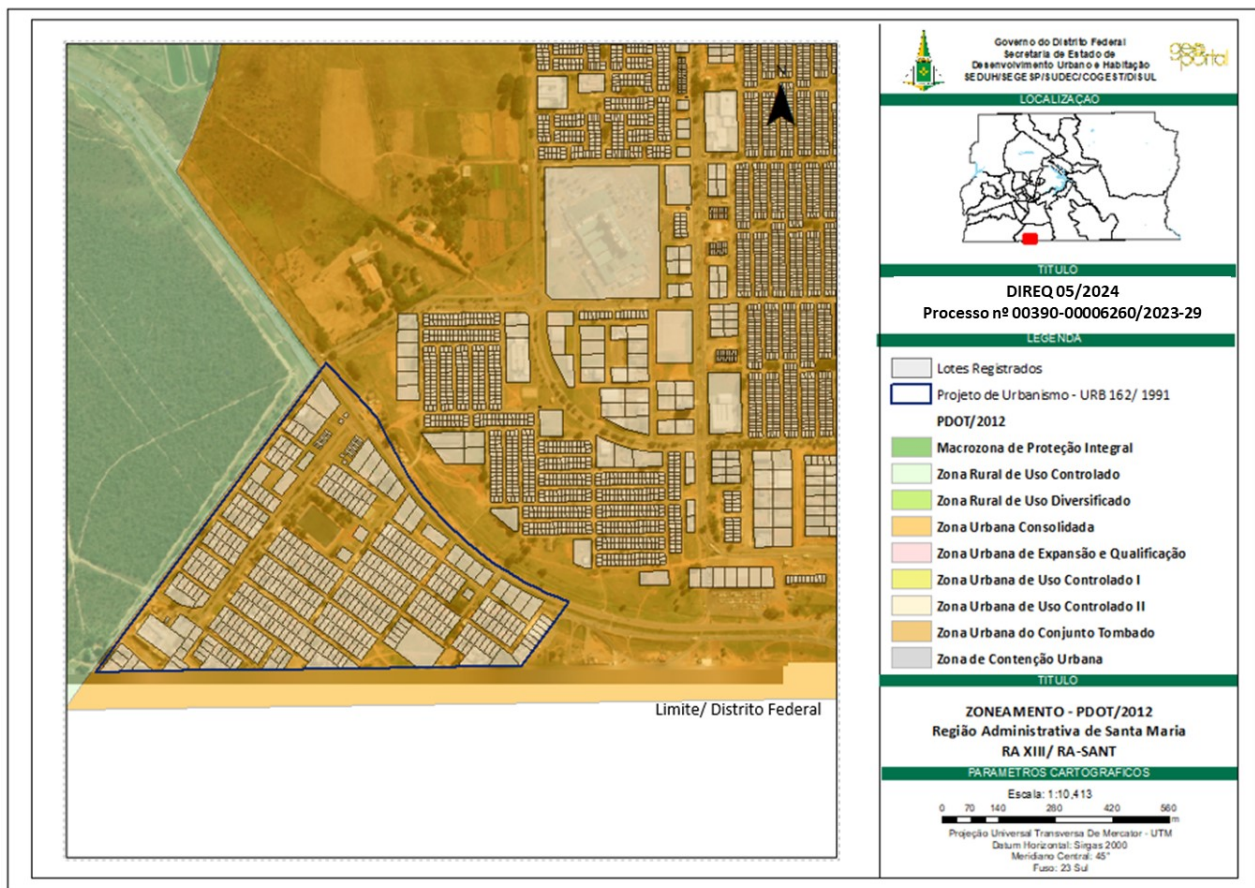 N
Limite/ Distrito Federal
Governo do Distrito Federal
Secretaria de Estado de
Desenvolvimento Urbano e Habitação
SEDUH/SEGESP/SUDEC/COGEST/DISUL
geo
portal
LOCALIZAÇÃO
TITULO
DIREQ 05/2024
Processo nº 00390-00006260/2023-29
LEGENDA
Lotes Registrados
Projeto de Urbanismo - URB 162/ 1991
PDOT/2012
Macrozona de Proteção Integral
Zona Rural de Uso Controlado
Zona Rural de Uso Diversificado
Zona Urbana Consolidada
Zona Urbana de Expansão e Qualificação
Zona Urbana de Uso Controlado I
Zona Urbana de Uso Controlado II
Zona Urbana do Conjunto Tombado
Zona de Contenção Urbana
TITULO
ZONEAMENTO - PDOT/2012
Região Administrativa de Santa Maria
RA XIII/ RA-SANT
PARAMETROS CARTOGRAFICOS
Escala: 1:10,413
0 70 140 280 420 560
m
Projeção Universal Transversa De Mercator - UTM
Datum Horizontal: Sirgas 2000
Meridiano Central: 45°
Fuso: 23 Sul